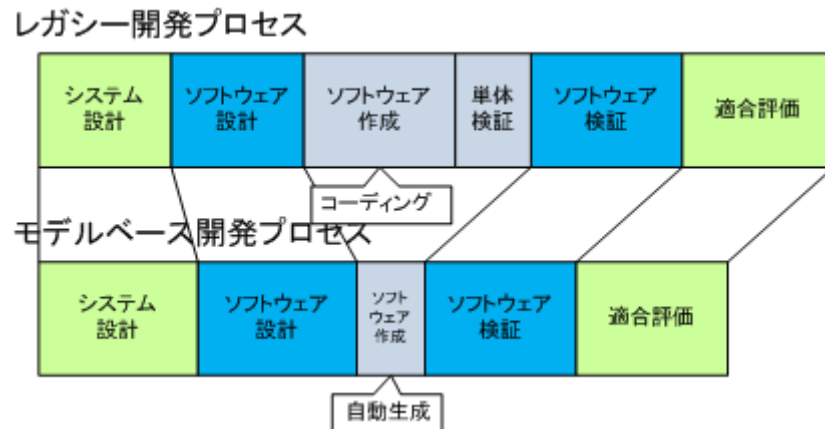 レガシー開発プロセス
システム
設計
ソフトウェア
設計
ソフトウェア
作成
単体
検証
ソフトウェア
検証
適合評価
コーディング
モデルベース開発プロセス
システム
設計
ソフトウェア
設計
ソフト
ウェア
作成
ソフトウェア
検証
適合評価
自動生成